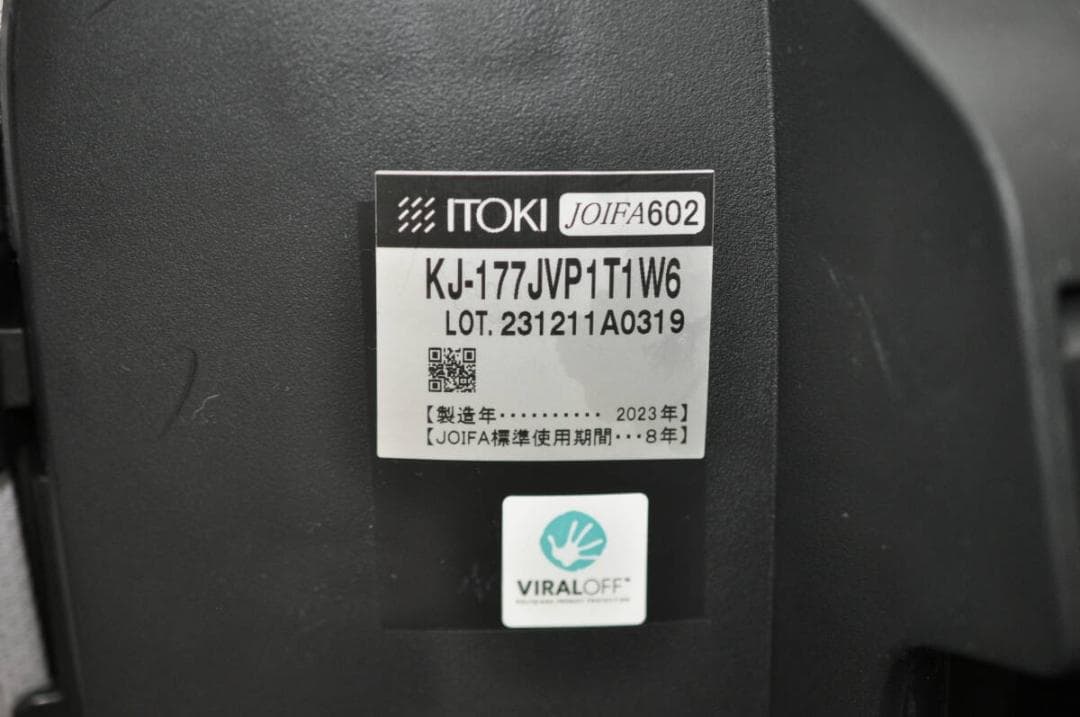 ITOKI JOIFA602
KJ-177JVP1T1W6
LOT. 231211A0319
【製造年·········· 2023年】
【JOIFA標準使用期間···8年】
VIRALOFF™